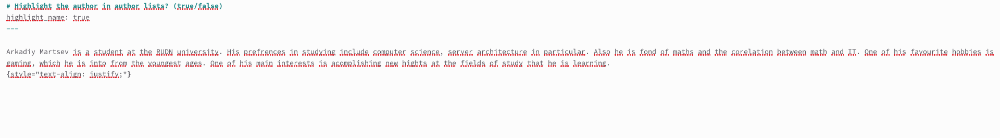 # Highlight the author in author lists? (true/false)
highlight_name: true
---
Arkadiy Martsev is a student at the RUDN university. His prefrences in studying include computer science, server architecture in particular. Also he is fond of maths and the corelation between math and IT. One of his favourite hobbies is
gaming, which he is into from the youngest ages. One of his main interests is acomplishing new hights at the fields of study that he is learning.
{style="text-align: justify;"}